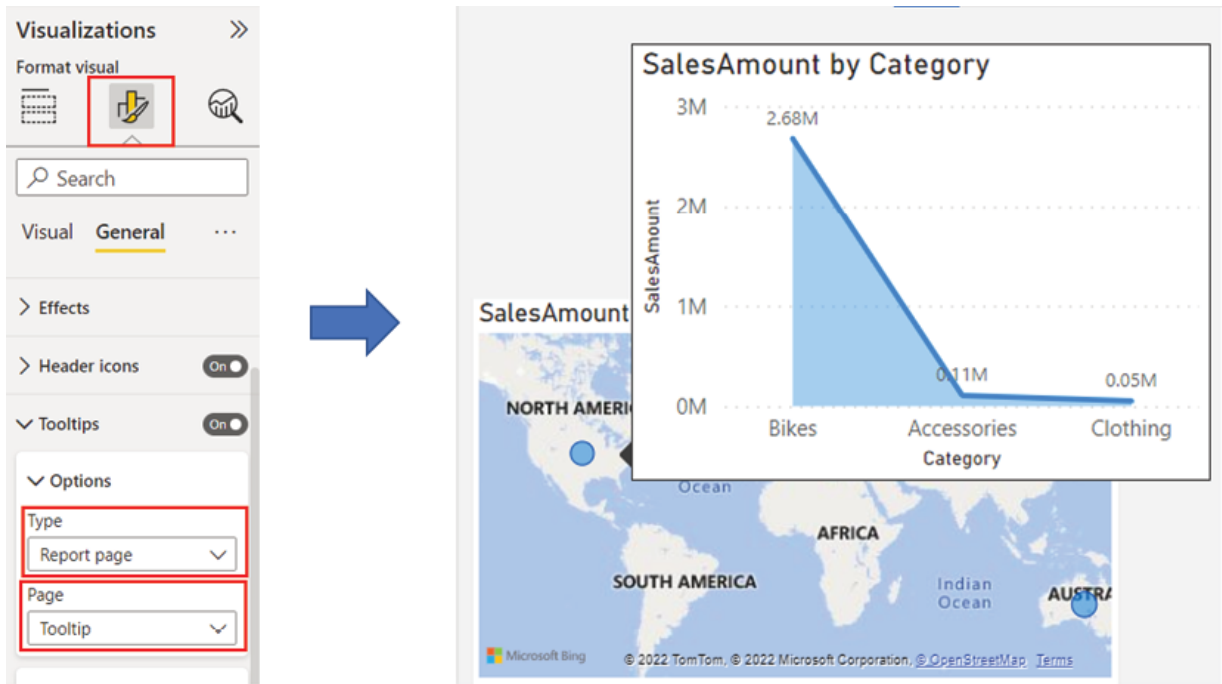 Visualizations
Format visual
Search
Visual General ...
Effects
Header icons On
Tooltips On
Options
Type
Report page
Page
Tooltip
SalesAmount by Category
SalesAmount
3M
2M
1M
0M
2.68M
0.11M
0.05M
Bikes Accessories Clothing
Category
SalesAmount
NORTH AMERI
Ocean
AFRICA
SOUTH AMERICA
Indian
Ocean
AUSTRA
Microsoft Bing
© 2022 TomTom, © 2022 Microsoft Corporation, © OpenStreetMap Terms